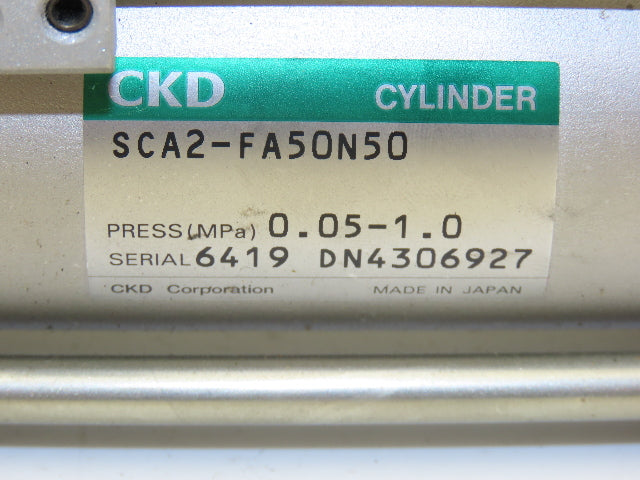 CKD CYLINDER
SCA2-FA50N50
PRESS(MPa) 0.05-1.0
SERIAL 6419 DN4306927
CKD Corporation MADE IN JAPAN